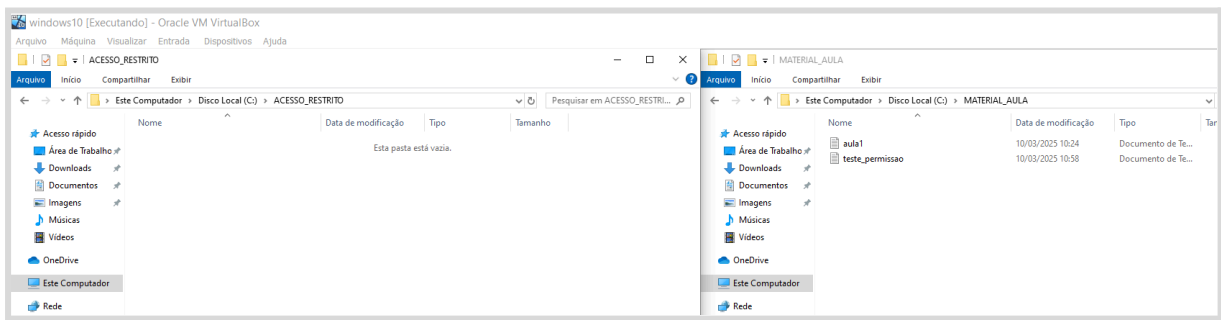 windows10 [Executando] - Oracle VM VirtualBox
Arquivo Máquina Visualizar Entrada Dispositivos Ajuda
ACESSO_RESTRITO
Arquivo Início Compartilhar Exibir
Este Computador > Disco Local (C:) > ACESSO_RESTRITO
Pesquisar em ACESSO_RESTRI...
Nome Data de modificação Tipo Tamanho
Esta pasta está vazia.
Acesso rápido
Área de Trabalho
Downloads
Documentos
Imagens
Músicas
Vídeos
OneDrive
Este Computador
Rede
MATERIAL_AULA
Arquivo Início Compartilhar Exibir
Este Computador > Disco Local (C:) > MATERIAL_AULA
Nome Data de modificação Tipo Tar
aula1 10/03/2025 10:24 Documento de Te...
teste_permissao 10/03/2025 10:58 Documento de Te...
Acesso rápido
Área de Trabalho
Downloads
Documentos
Imagens
Músicas
Vídeos
OneDrive
Este Computador
Rede